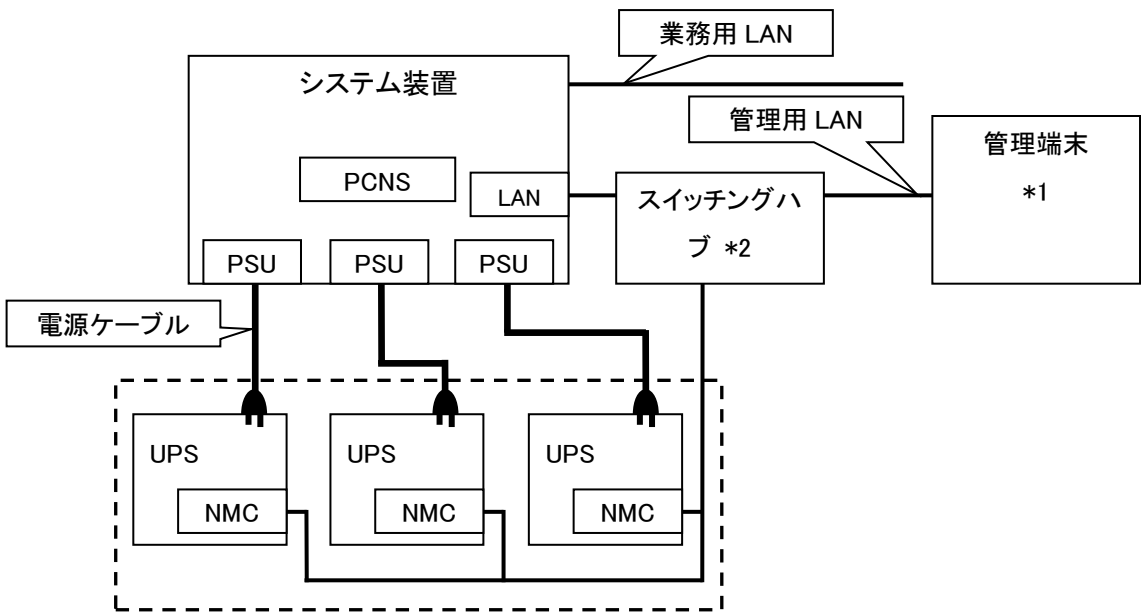 業務用 LAN
システム装置
管理用 LAN
管理端末
*1
PCNS
LAN
スイッチングハ
ブ *2
PSU
PSU
PSU
電源ケーブル
UPS
UPS
UPS
NMC
NMC
NMC